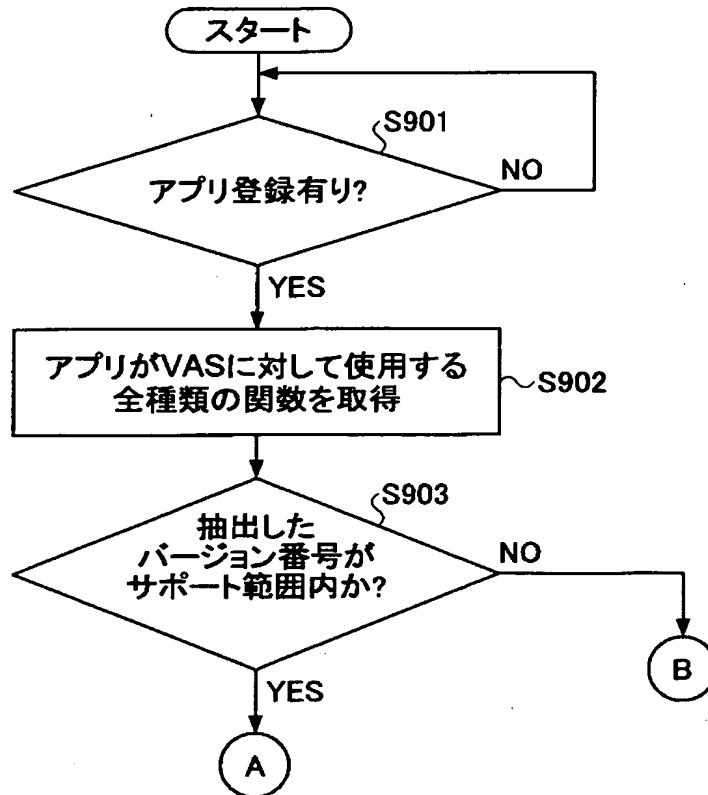 スタート
S901
アプリ登録有り?
NO
YES
アプリがVASに対して使用する
全種類の関数を取得
S902
S903
抽出した
バージョン番号が
サポート範囲内か?
NO
B
YES
A